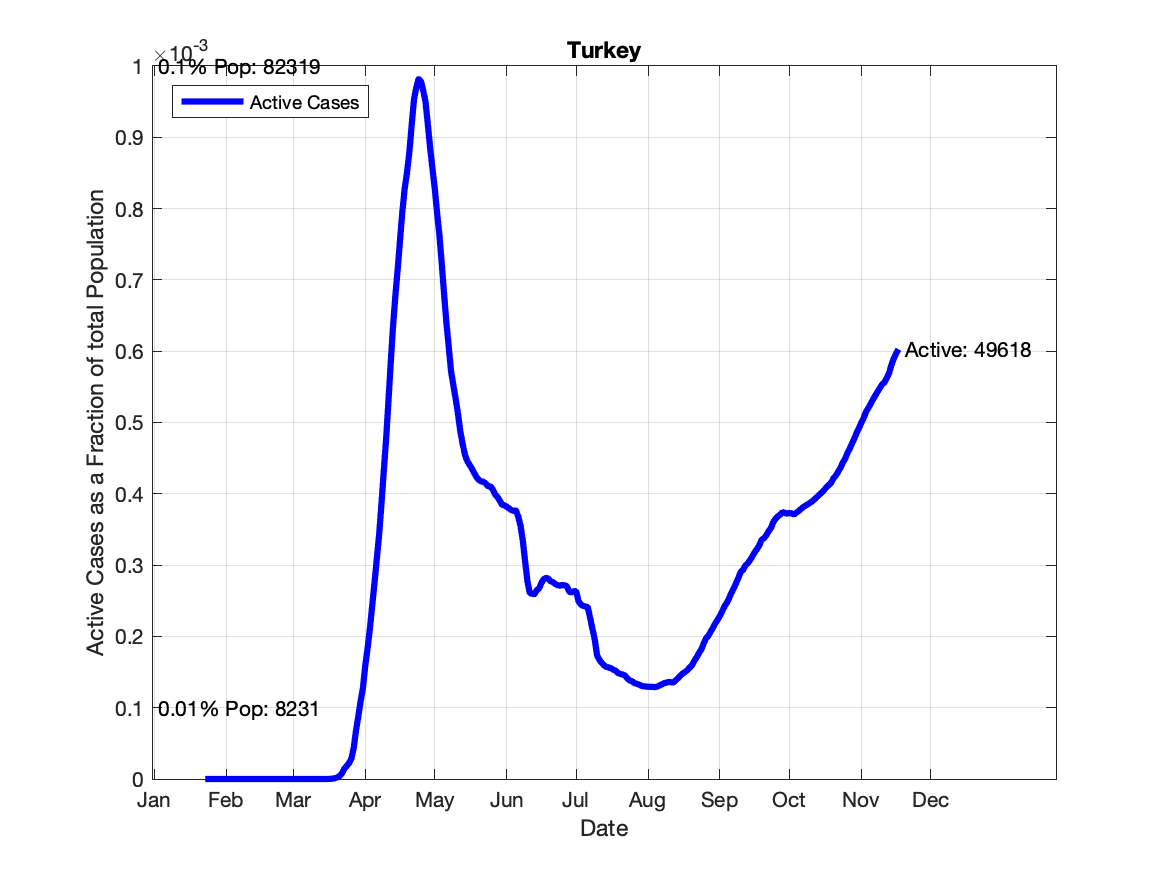 Turkey
×10-3
0.1% Pop: 82319
Active Cases
1
0.9
0.8
0.7
0.6
0.5
0.4
0.3
0.2
0.1
0
Active: 49618
0.01% Pop: 8231
Active Cases as a Fraction of total Population
Jan Feb Mar Apr May Jun Jul Aug Sep Oct Nov Dec
Date